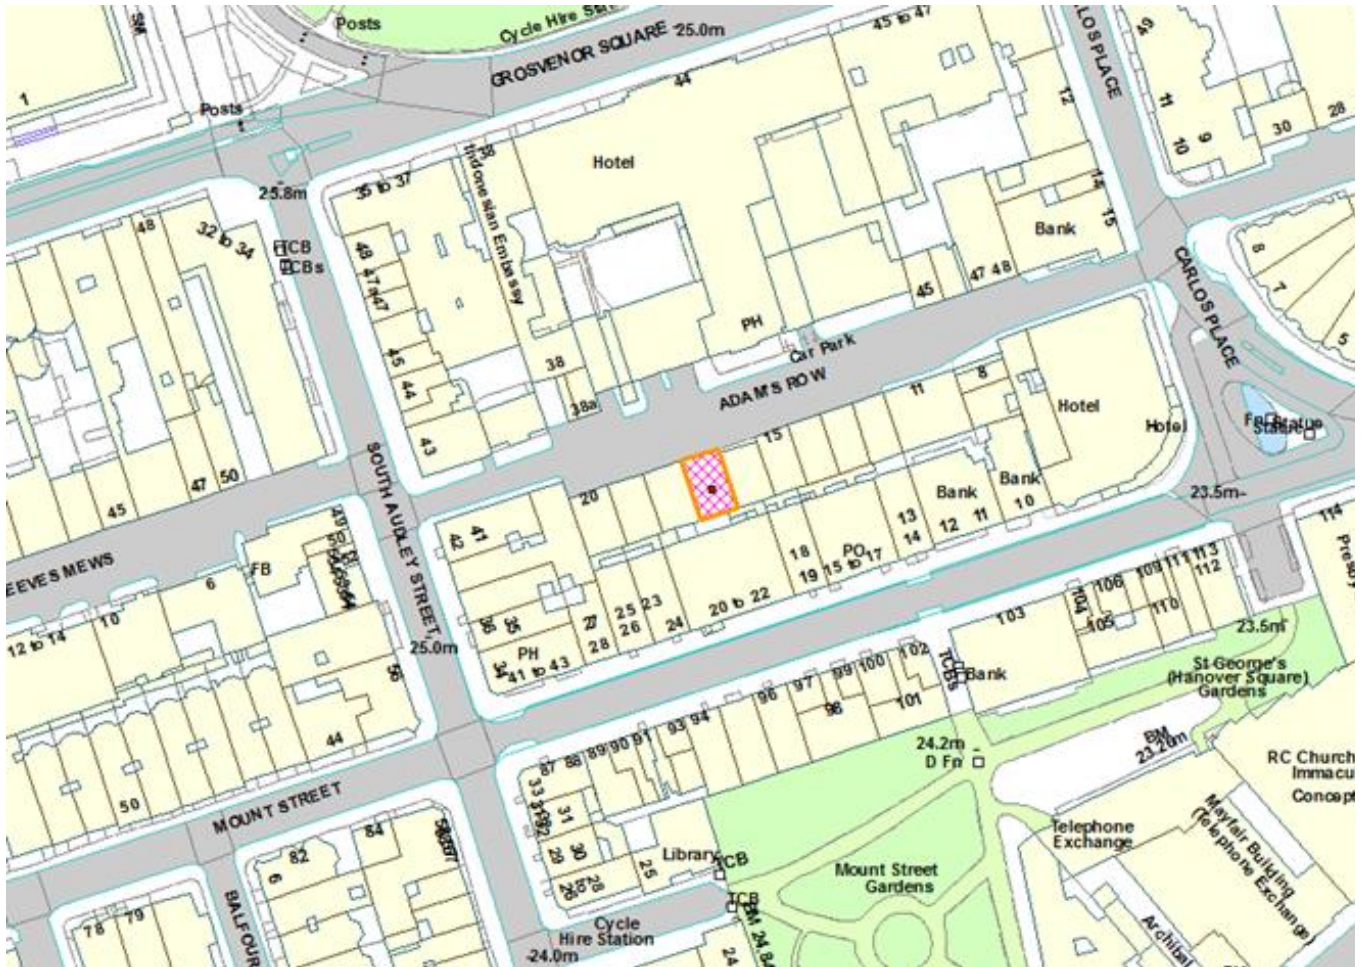 Posts
Cycle Hire Stat
GROSVENOR SQUARE
25.0m
45 to 47
49
1
Posts
44
12
11
10
9
30
28
Hotel
35 to 37
Indonesian Embassy
25.8m
48
32 to 34
TCB
TCBs
48
47a
47
14
15
Bank
47 48
45
8
7
5
CARLOS PLACE
PH
Car Park
ADAM'S ROW
45
44
38
38a
43
11
8
Hotel
Hotel
Statue
15
45
47
50
20
SOUTH AUDLEY STREET
23.5m
Bank
Bank
10
11
12
13
14
114
EEVES MEWS
49
6
FB
42
41
PO
15 to 17
18
19
12 to 14
10
36
35
PH
34
41 to 43
27
28
25
26
23
24
20 to 22
25.0m
56
113
112
111
109
110
106
105
104
103
23.5m
St George's
(Hanover Square)
Gardens
TCBs
Bank
102
101
100
99
98
97
96
94
93
91
90
89
88
87
44
50
MOUNT STREET
24.2m
D Fn
BM
23.20m
RC Church
Immacu
Concept
Mayfair Building
(Telephone Exchange)
Telephone
Exchange
Mount Street
Gardens
33
31
30
29
28
26
25
Library
TCB
TCB
84
82
6
79
78
BALFOUR
Cycle
Hire Station
24.0m
24
Archibal